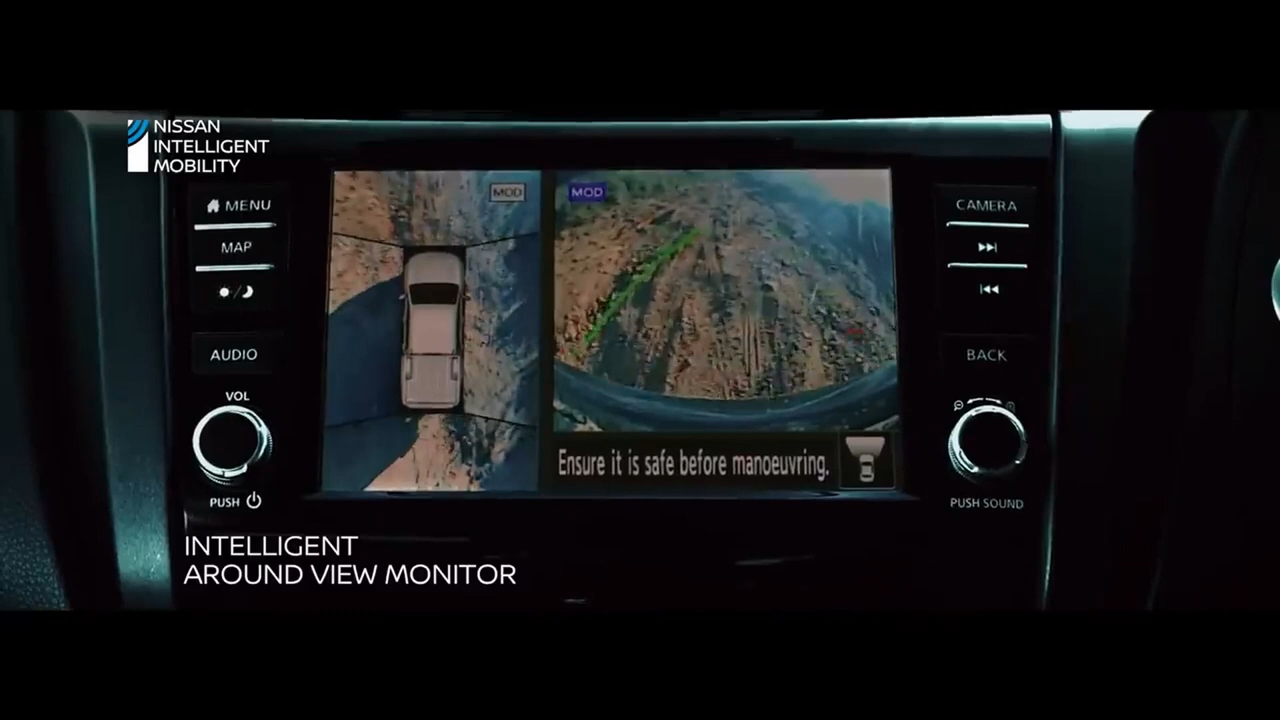 NISSAN
INTELLIGENT
MOBILITY
MENU
MAP
AUDIO
VOL
PUSH
MOD
MOD
Ensure it is safe before manoeuvring.
CAMERA
BACK
PUSH SOUND
INTELLIGENT
AROUND VIEW MONITOR